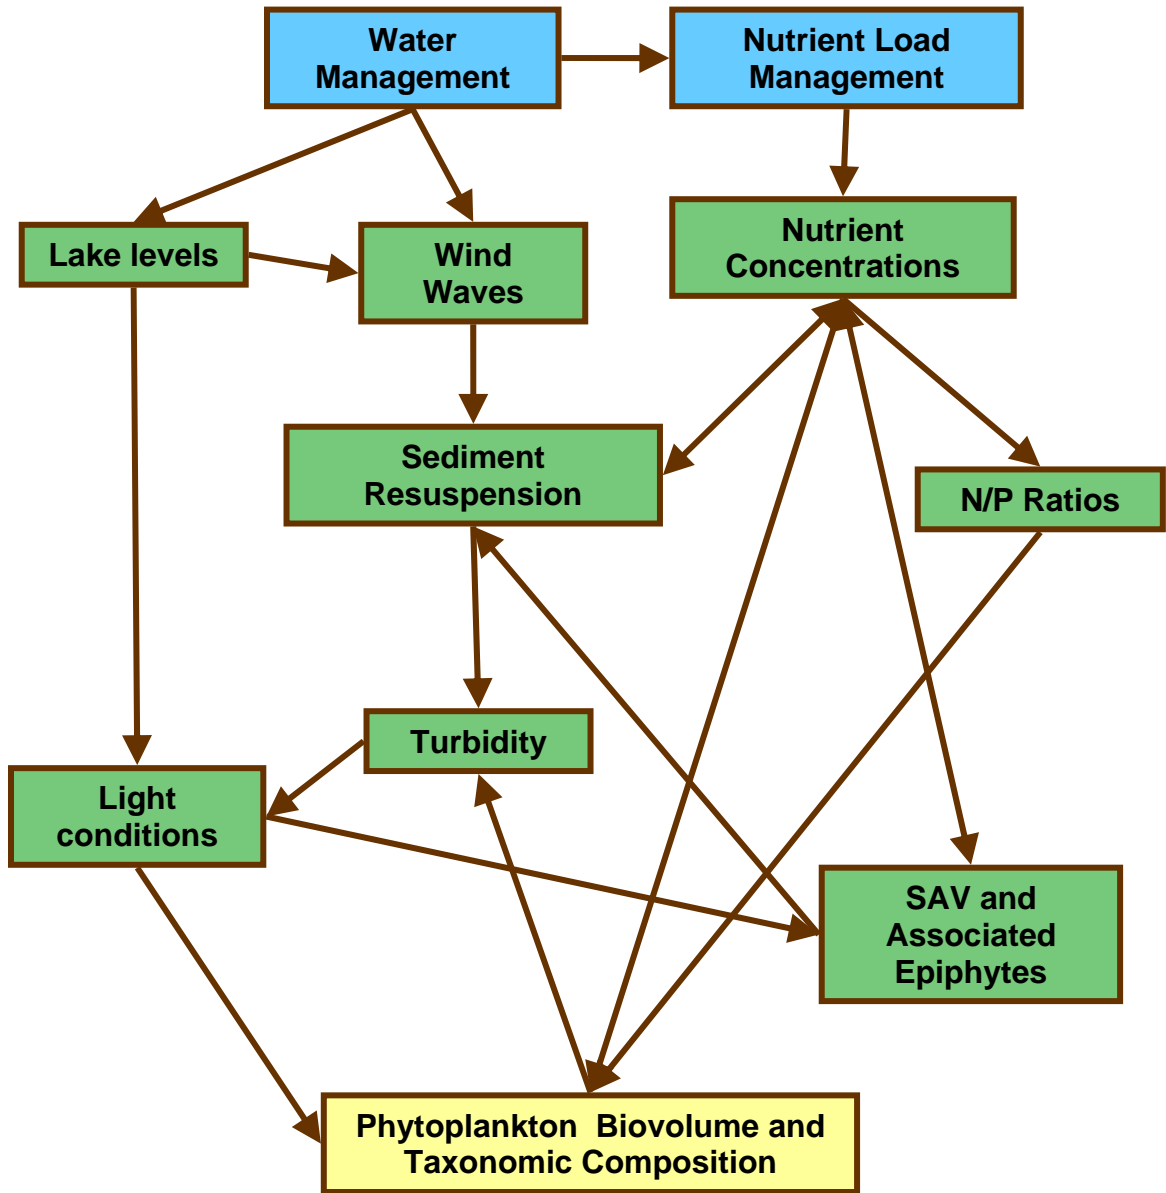 Water
Management
Nutrient Load
Management
Lake levels
Wind
Waves
Nutrient
Concentrations
Sediment
Resuspension
N/P Ratios
Turbidity
Light
conditions
SAV and
Associated
Epiphytes
Phytoplankton  Biovolume and
Taxonomic Composition